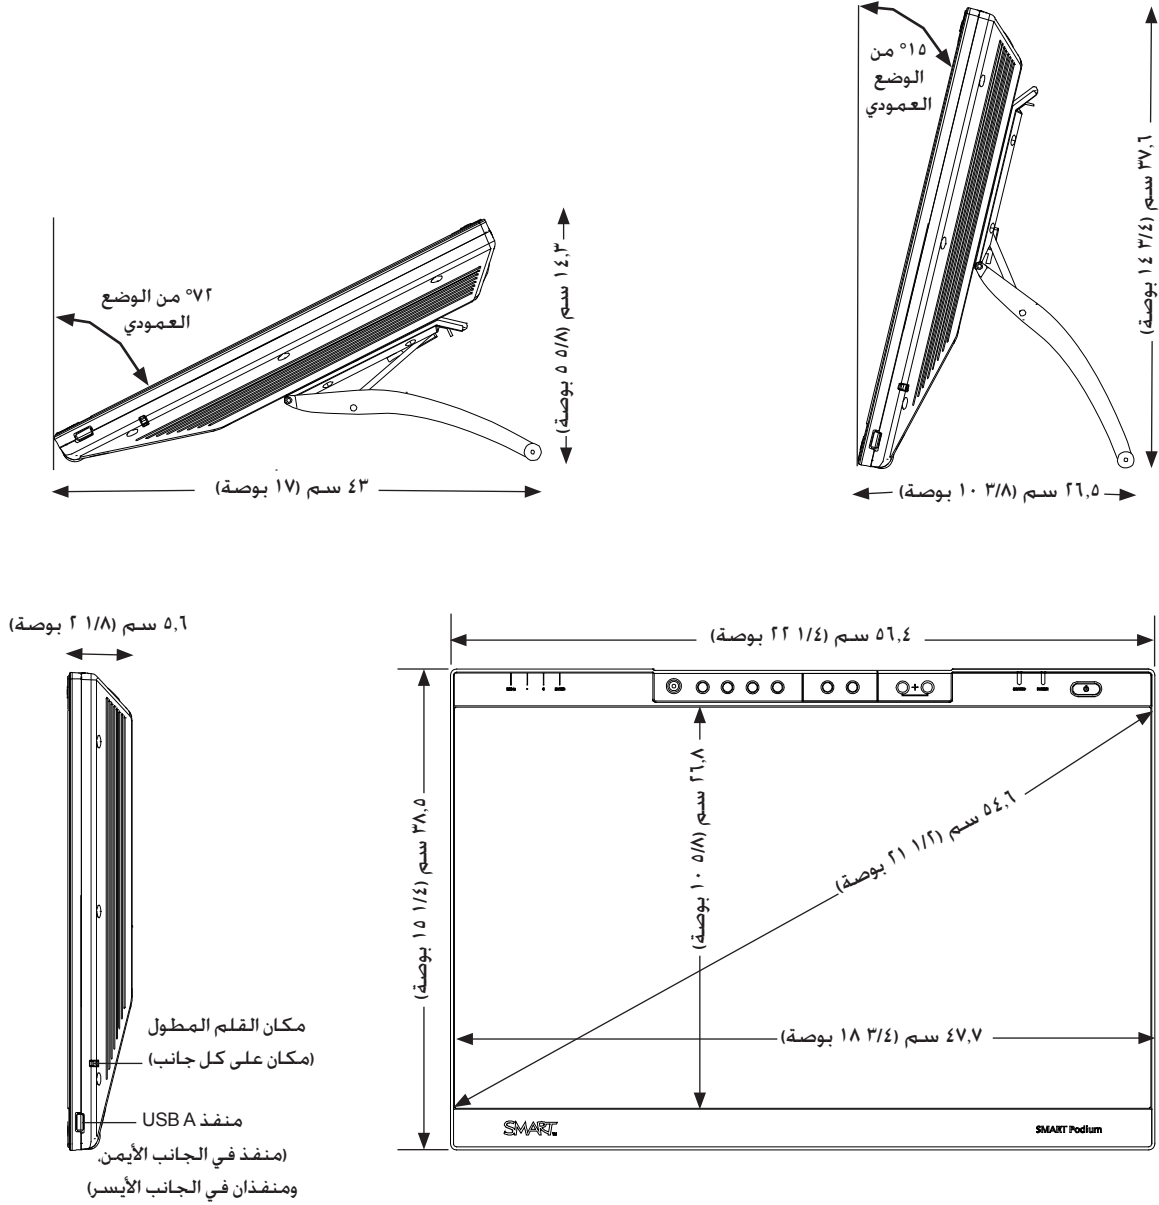 °١٥ من
الوضع
العمودي
٣٧,٦ سم (٣/٤ ١٤ بوصة)
٢٦,٥ سم (٣/٨ ١٠ بوصة)
°٧٢ من الوضع
العمودي
١٤,٣ سم (٥/٨ ٥ بوصة)
٤٣ سم (١٧ بوصة)
٥,٦ سم (١/٨ ٢ بوصة)
٥٦,٤ سم (١/٤ ٢٢ بوصة)
٣٨,٥ سم (١/٤ ١٥ بوصة)
٢٦,٨ سم (٥/٨ ١٠ بوصة)
٥٤,٦ سم (١/٢ ٢١ بوصة)
٤٧,٧ سم (٣/٤ ١٨ بوصة)
مكان القلم المطول
(مكان على كل جانب)
منفذ USB A
(منفذ في الجانب الأيمن,
ومنفذان في الجانب الأيسر)
SMART
SMART Podium